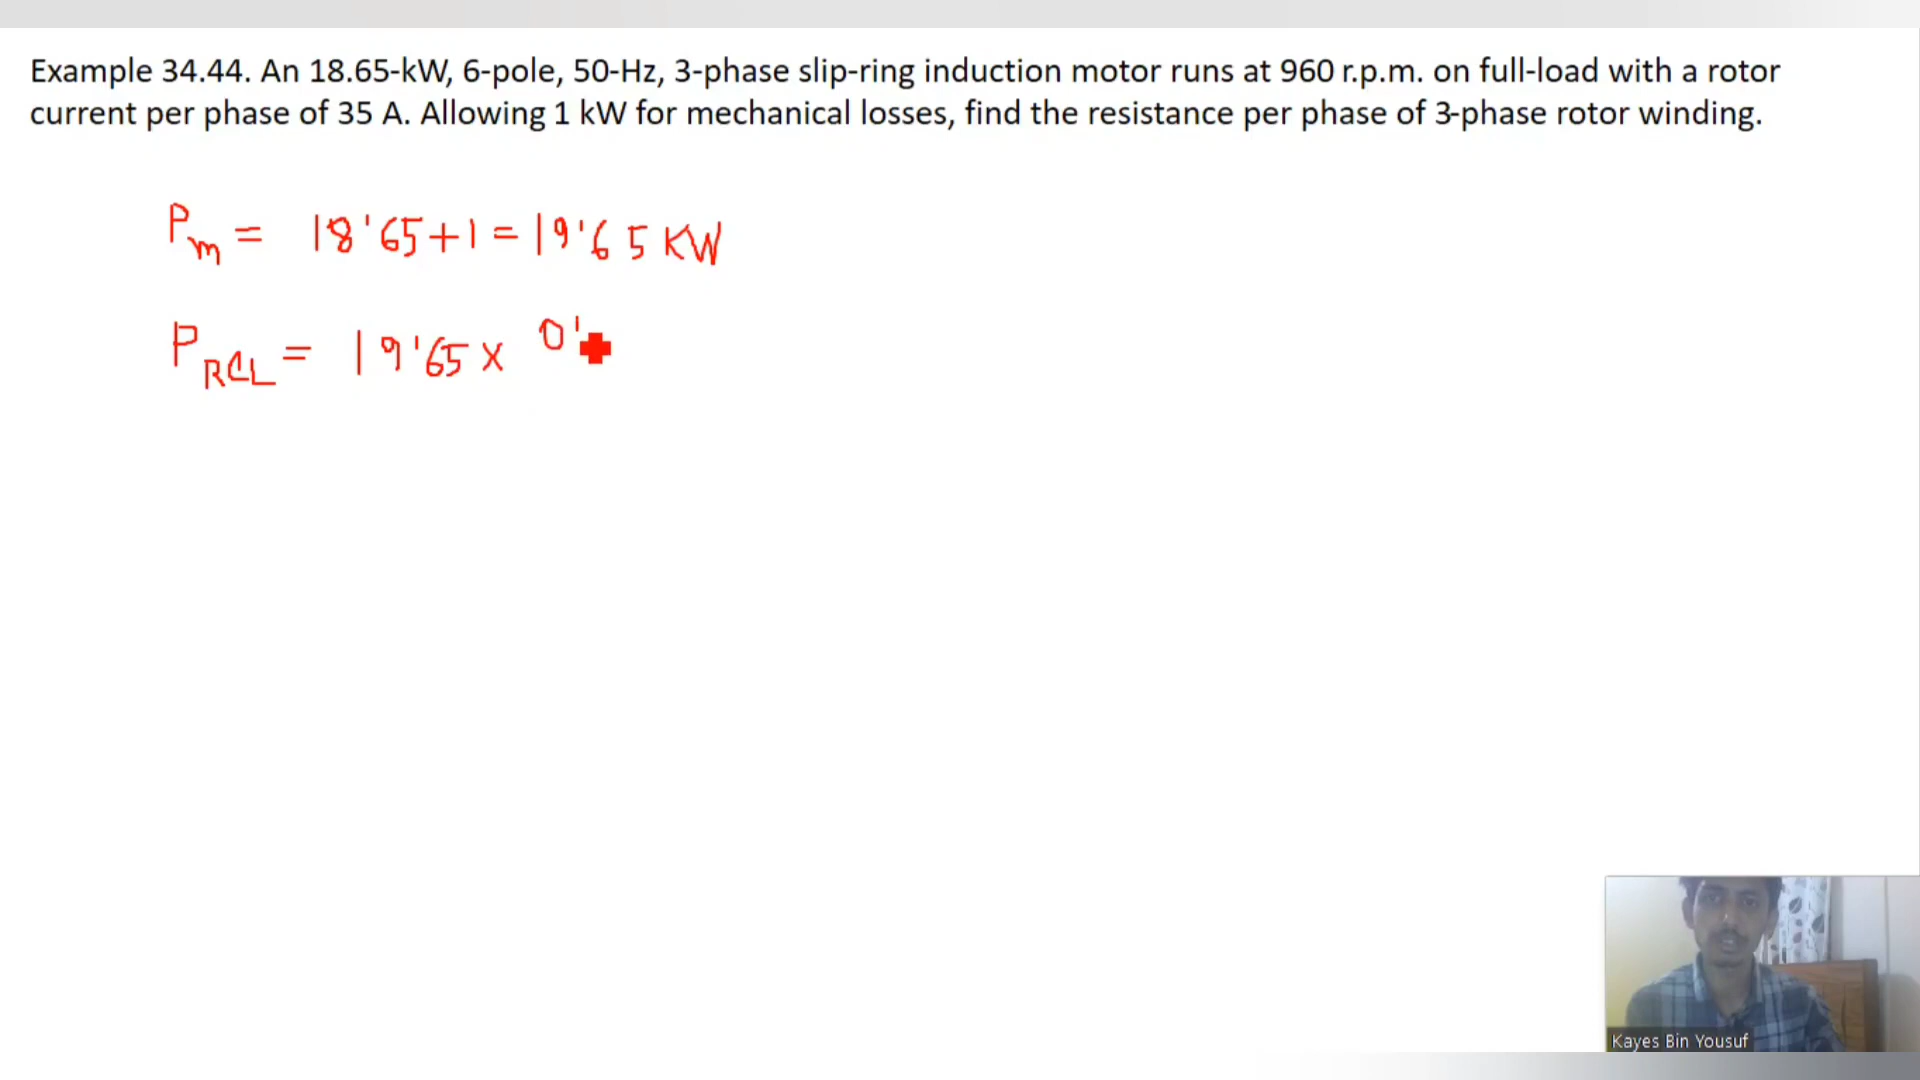 Example 34.44. An 18.65-kW, 6-pole, 50-Hz, 3-phase slip-ring induction motor runs at 960 r.p.m. on full-load with a rotor
current per phase of 35 A. Allowing 1 kW for mechanical losses, find the resistance per phase of 3-phase rotor winding.
Pm = 18'65+1 = 19'65 KW
PRCL = 19'65 x 0'
Kayes Bin Yousuf